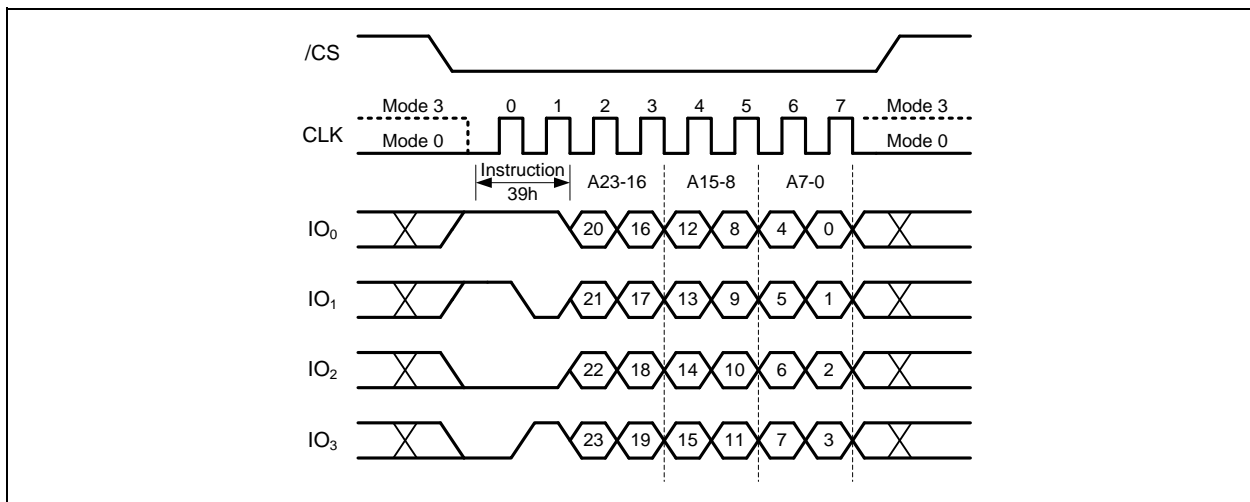 /CS
Mode 3 0 1 2 3 4 5 6 7 Mode 3
CLK
Mode 0 Mode 0
Instruction
39h
A23-16 A15-8 A7-0
IO₀ 20 16 12 8 4 0
IO₁ 21 17 13 9 5 1
IO₂ 22 18 14 10 6 2
IO₃ 23 19 15 11 7 3